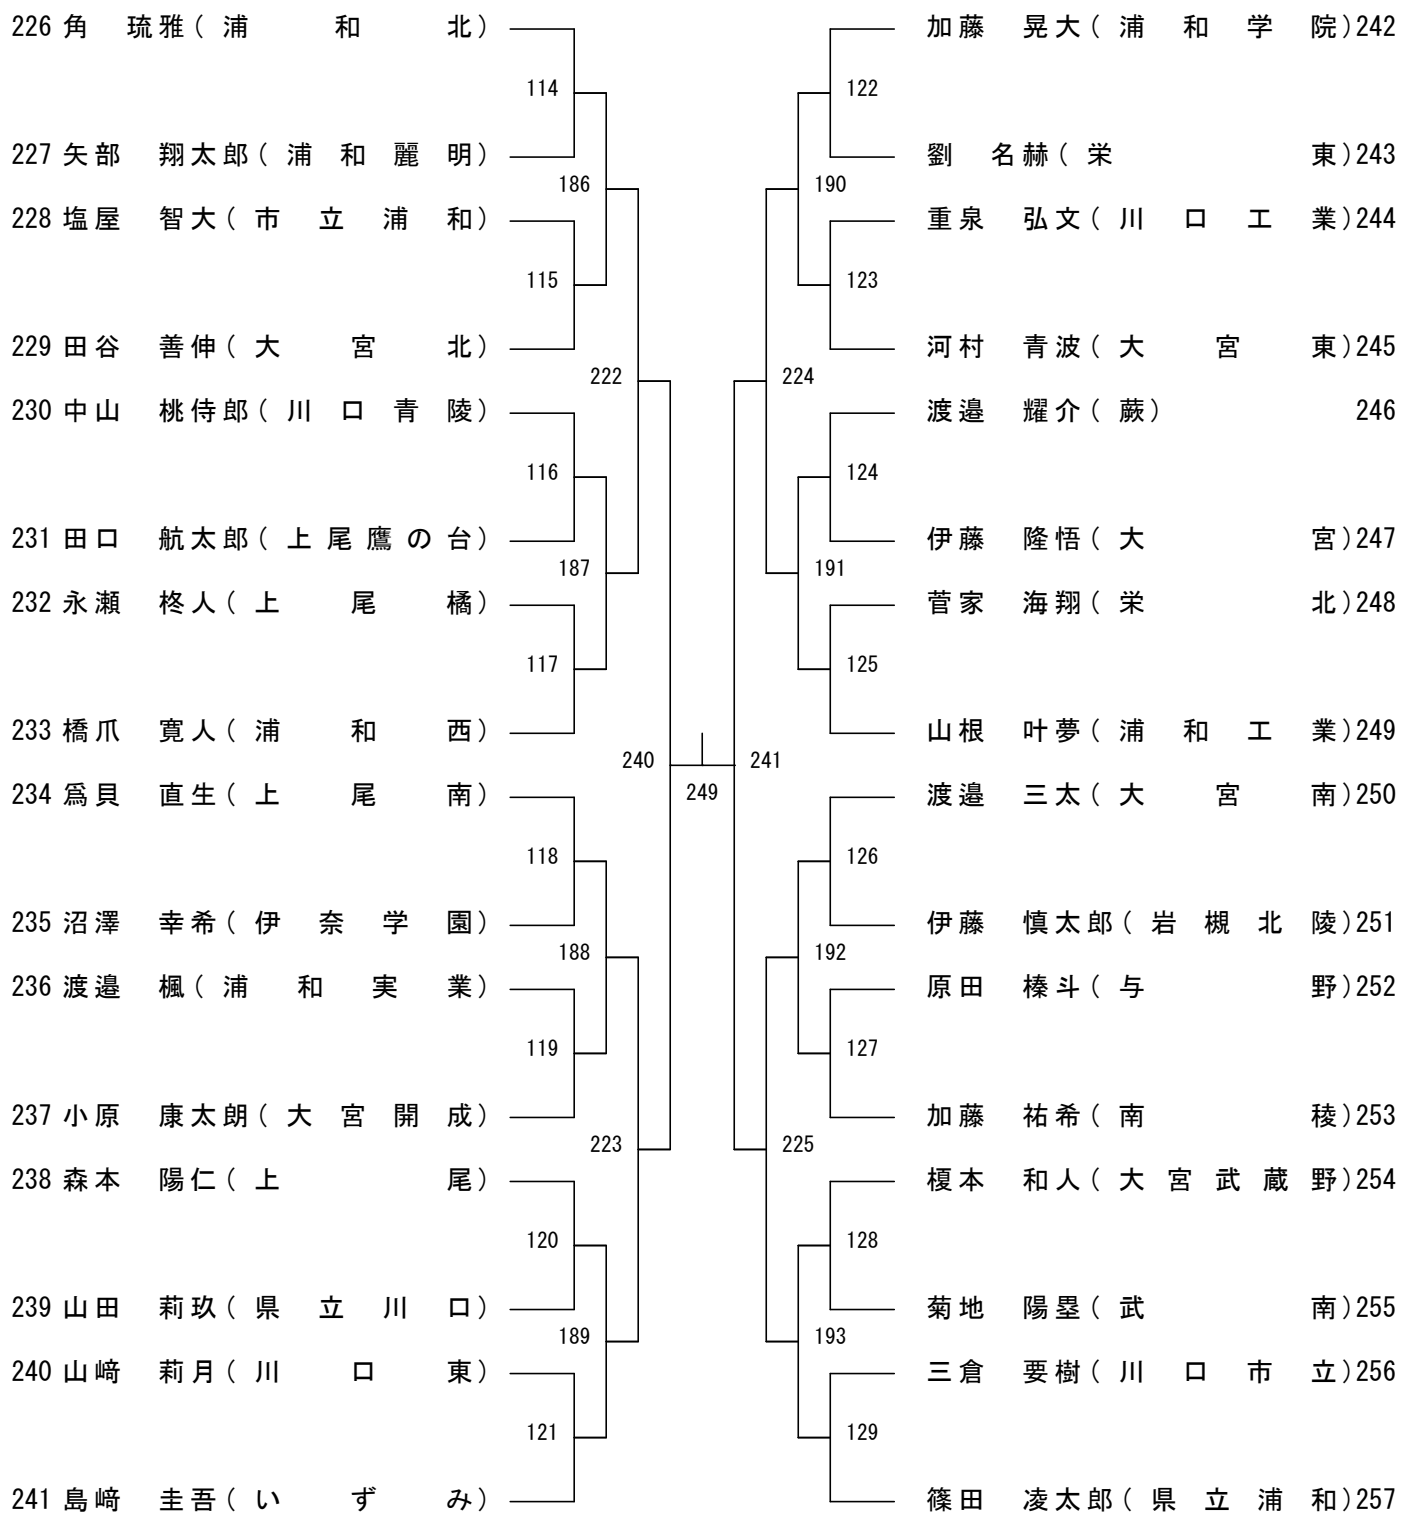 226 角 琉雅(浦和北)
114
227 矢部 翔太郎(浦和麗明)
186
228 塩屋 智大(市立浦和)
115
229 田谷 善伸(大宮北)
222
230 中山 桃侍郎(川口青陵)
116
231 田口 航太郎(上尾鷹の台)
187
232 永瀬 柊人(上尾橘)
117
233 橋爪 寛人(浦和西)
240
234 爲貝 直生(上尾南)
118
235 沼澤 幸希(伊奈学園)
188
236 渡邉 楓(浦和実業)
119
237 小原 康太朗(大宮開成)
223
238 森本 陽仁(上尾)
120
239 山田 莉玖(県立川口)
189
240 山﨑 莉月(川口東)
121
241 島﨑 圭吾(いずみ)
249
加藤 晃大(浦和学院)242
122
劉 名赫(栄東)243
190
重泉 弘文(川口工業)244
123
河村 青波(大宮東)245
224
渡邉 耀介(蕨) 246
124
伊藤 隆悟(大宮)247
191
菅家 海翔(栄北)248
125
山根 叶夢(浦和工業)249
241
渡邉 三太(大宮南)250
126
伊藤 慎太郎(岩槻北陵)251
192
原田 榛斗(与野)252
127
加藤 祐希(南稜)253
225
榎本 和人(大宮武蔵野)254
128
菊地 陽塁(武南)255
193
三倉 要樹(川口市立)256
129
篠田 凌太郎(県立浦和)257